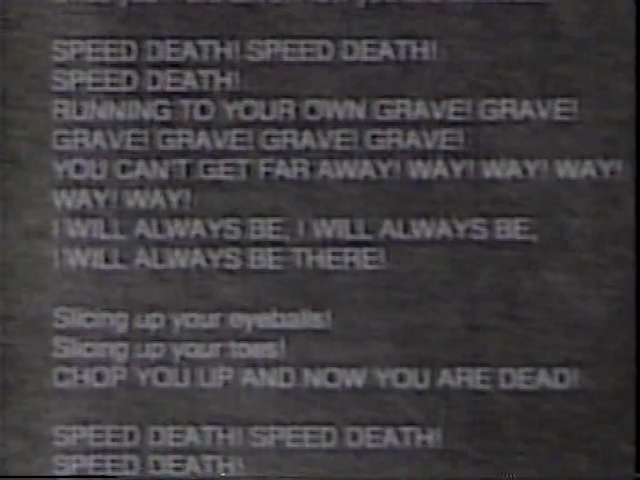 SPEED DEATH! SPEED DEATH!
SPEED DEATH!
RUNNING TO YOUR OWN GRAVE! GRAVE!
GRAVE! GRAVE! GRAVE! GRAVE!
YOU CAN'T GET FAR AWAY! WAY! WAY! WAY!
WAY! WAY!
I WILL ALWAYS BE, I WILL ALWAYS BE,
I WILL ALWAYS BE THERE!
Slicing up your eyeballs!
Slicing up your toes!
CHOP YOU UP AND NOW YOU ARE DEAD!
SPEED DEATH! SPEED DEATH!
SPEED DEATH!